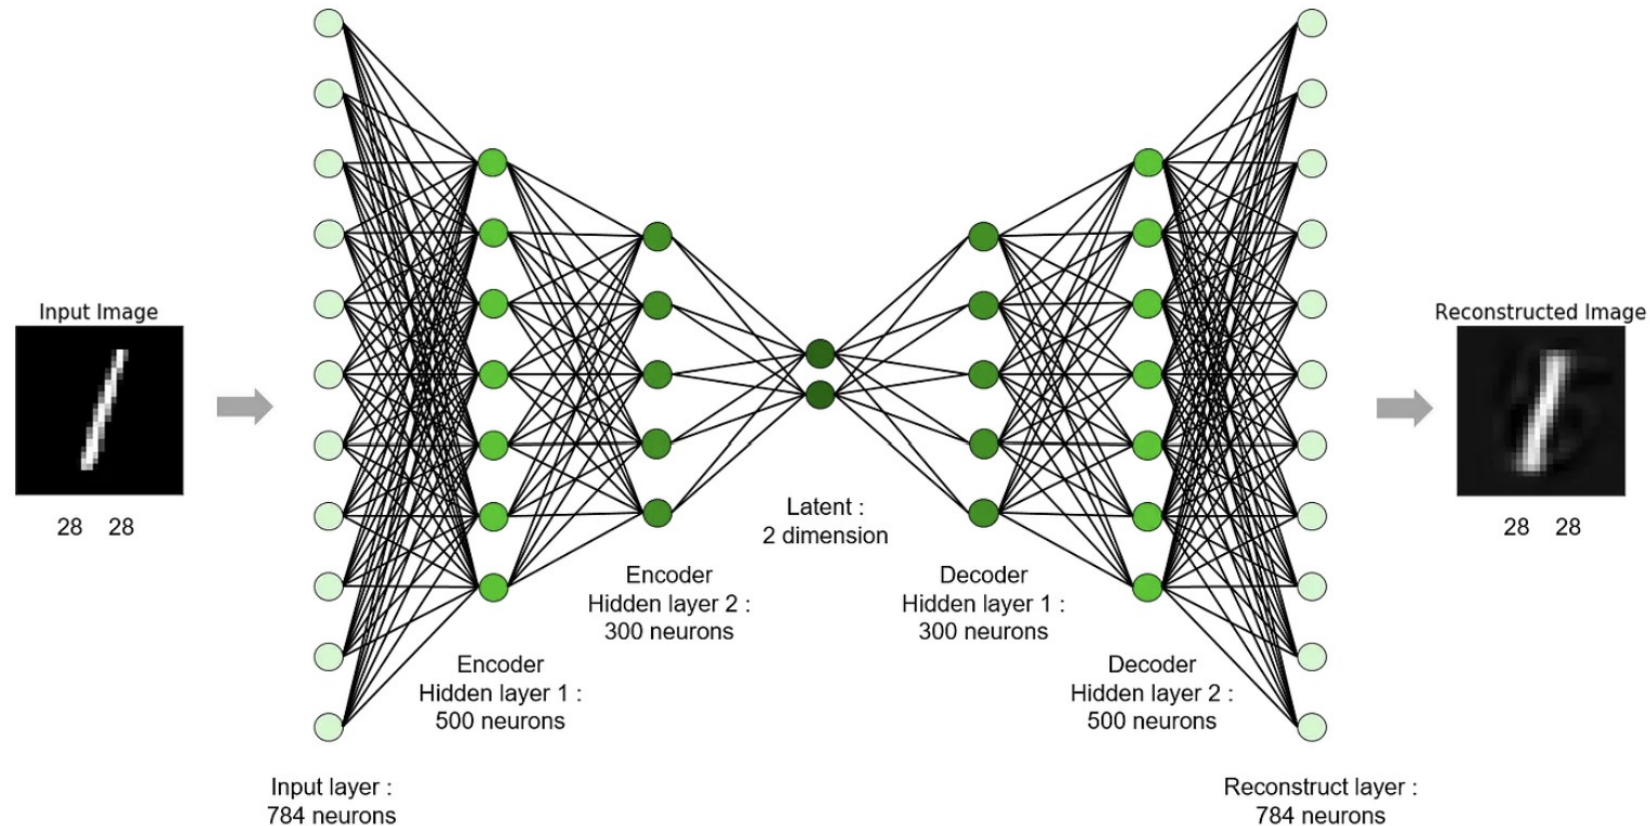 Input Image
28 28
Input layer :
784 neurons
Encoder
Hidden layer 1 :
500 neurons
Encoder
Hidden layer 2 :
300 neurons
Latent :
2 dimension
Decoder
Hidden layer 1 :
300 neurons
Decoder
Hidden layer 2 :
500 neurons
Reconstruct layer :
784 neurons
Reconstructed Image
28 28